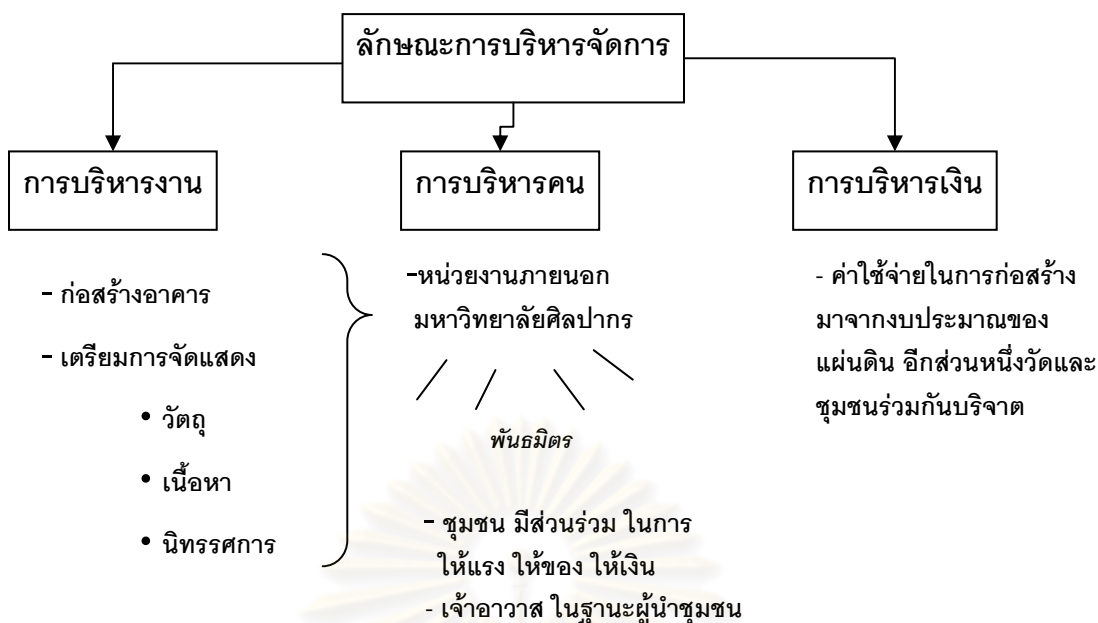 ลักษณะการบริหารจัดการ
การบริหารงาน
การบริหารคน
การบริหารเงิน
- ก่อสร้างอาคาร
- เตรียมการจัดแสดง
• วัตถุ
• เนื้อหา
• นิทรรศการ
-หน่วยงานภายนอก
มหาวิทยาลัยศิลปากร
พันธมิตร
- ชุมชน มีส่วนร่วม ในการ
ให้แรง ให้ของ ให้เงิน
- เจ้าอาวาส ในฐานะผู้นำชุมชน
- ค่าใช้จ่ายในการก่อสร้าง
มาจากงบประมาณของ
แผ่นดิน อีกส่วนหนึ่งวัดและ
ชุมชนร่วมกันบริจาต